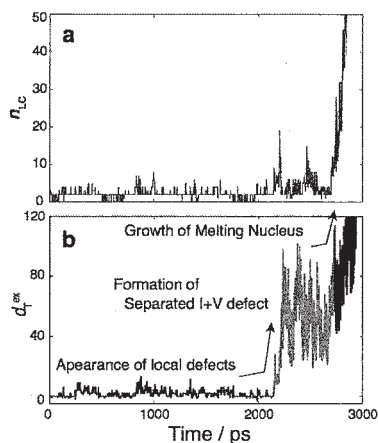 a
50
40
30
20
10
0
n_LC
b
120
80
40
0
d_T^ex
Growth of Melting Nucleus
Formation of
Separated I+V defect
Apearance of local defects
0 1000 2000 3000
Time / ps